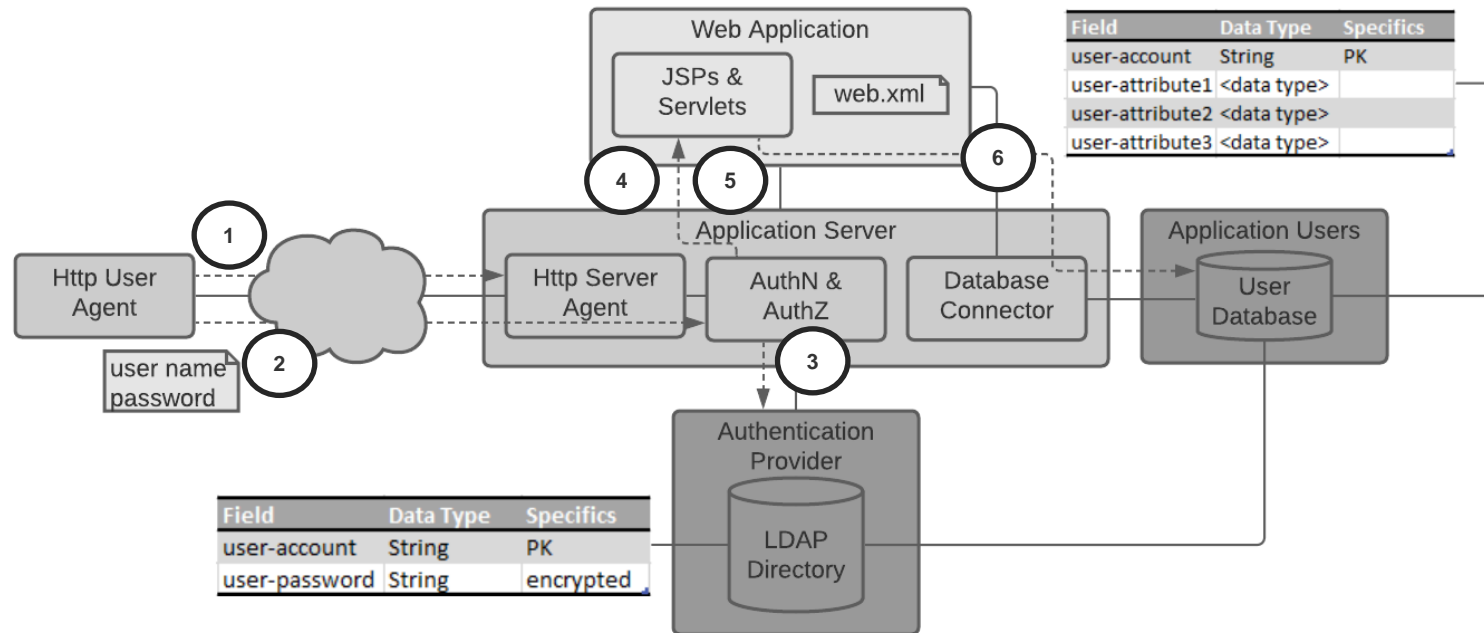 Web Application
JSPs &
Servlets
web.xml
Field Data Type Specifics
user-account String PK
user-attribute1 <data type>
user-attribute2 <data type>
user-attribute3 <data type>
4
5
6
1
Http User
Agent
2
user name
password
Application Server
Http Server
Agent
AuthN &
AuthZ
Database
Connector
3
Application Users
User
Database
Authentication
Provider
LDAP
Directory
Field Data Type Specifics
user-account String PK
user-password String encrypted